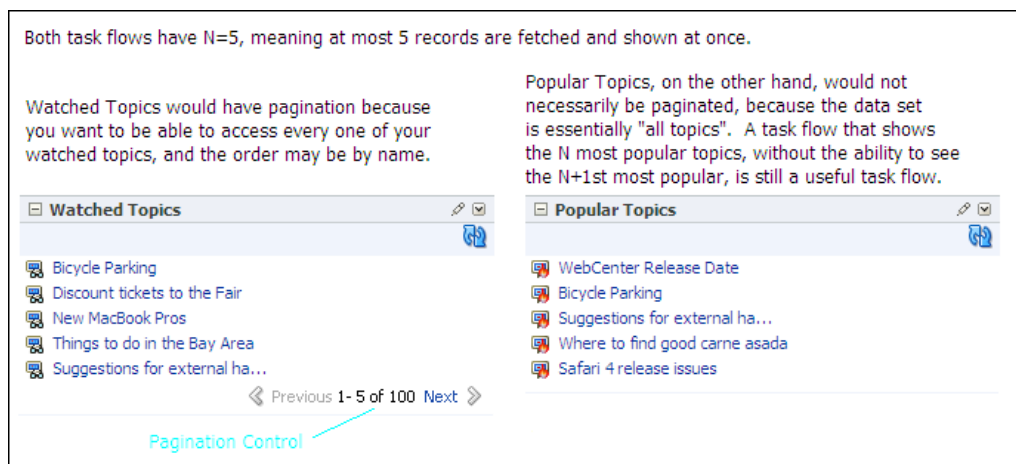 Both task flows have N=5, meaning at most 5 records are fetched and shown at once.
Watched Topics would have pagination because
you want to be able to access every one of your
watched topics, and the order may be by name.
Watched Topics
Bicycle Parking
Discount tickets to the Fair
New MacBook Pros
Things to do in the Bay Area
Suggestions for external ha...
Previous 1- 5 of 100 Next
Pagination Control
Popular Topics, on the other hand, would not
necessarily be paginated, because the data set
is essentially "all topics". A task flow that shows
the N most popular topics, without the ability to see
the N+1st most popular, is still a useful task flow.
Popular Topics
WebCenter Release Date
Bicycle Parking
Suggestions for external ha...
Where to find good carne asada
Safari 4 release issues